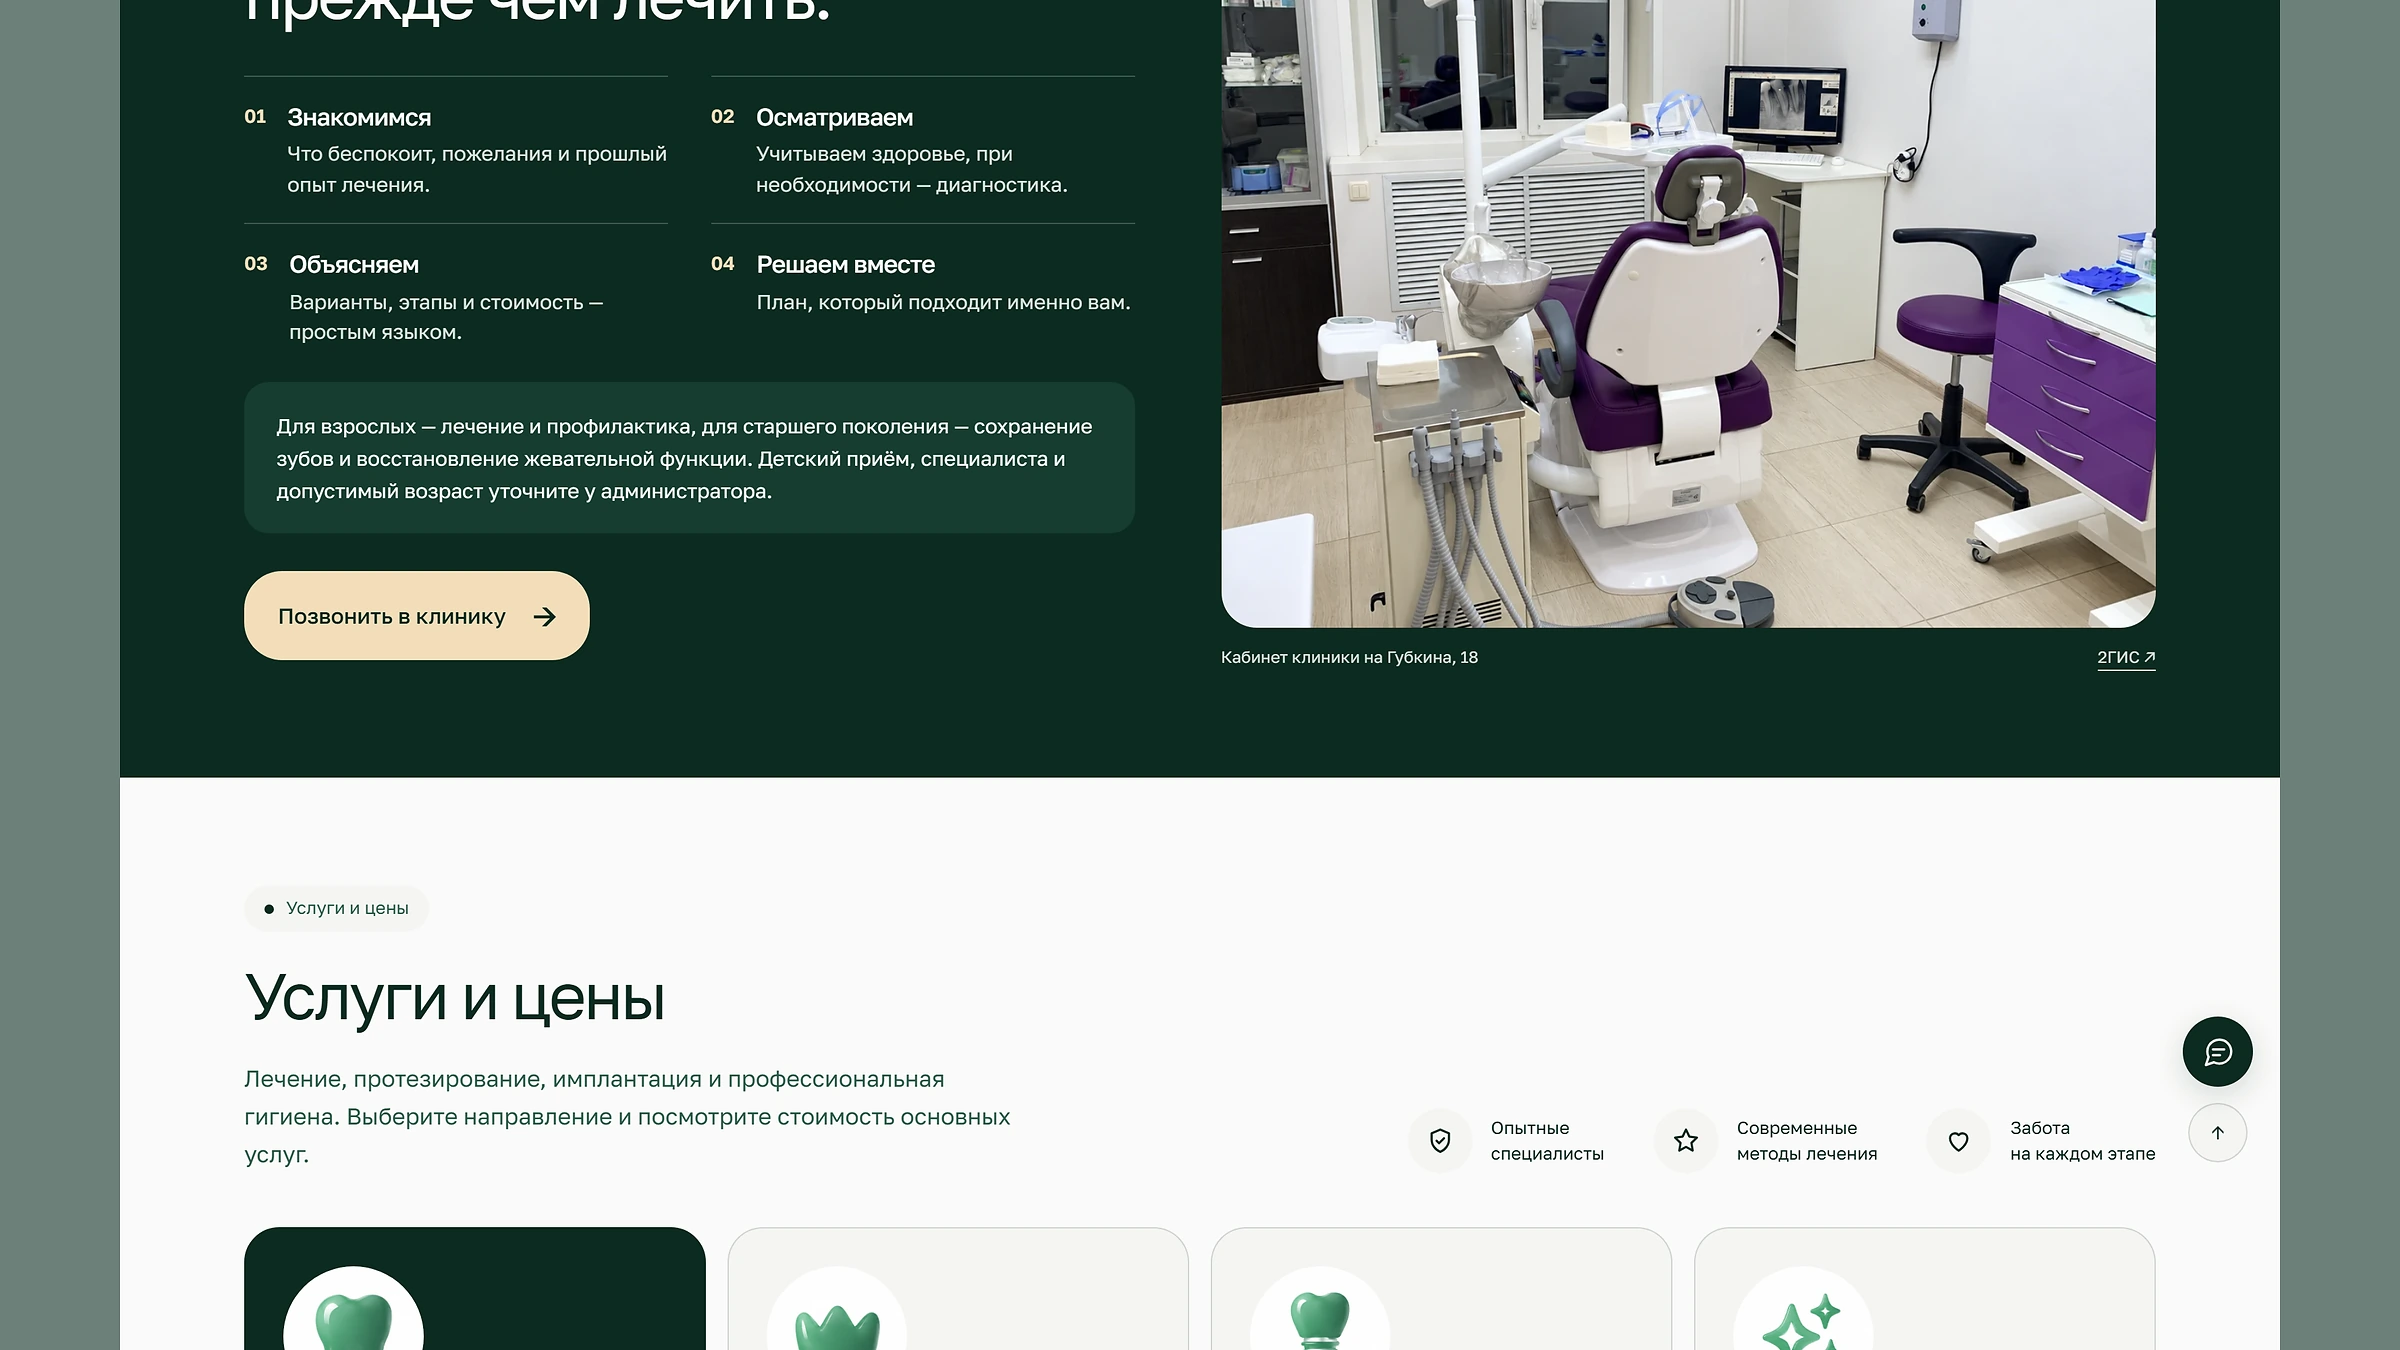 прежде чем лечить.
01 Знакомимся
Что беспокоит, пожелания и прошлый
опыт лечения.
02 Осматриваем
Учитываем здоровье, при
необходимости — диагностика.
03 Объясняем
Варианты, этапы и стоимость —
простым языком.
04 Решаем вместе
План, который подходит именно вам.
Для взрослых — лечение и профилактика, для старшего поколения — сохранение
зубов и восстановление жевательной функции. Детский приём, специалиста и
допустимый возраст уточните у администратора.
Позвонить в клинику →
Кабинет клиники на Губкина, 18
2ГИС ↗
Услуги и цены
Услуги и цены
Лечение, протезирование, имплантация и профессиональная
гигиена. Выберите направление и посмотрите стоимость основных
услуг.
Опытные
специалисты
Современные
методы лечения
Забота
на каждом этапе